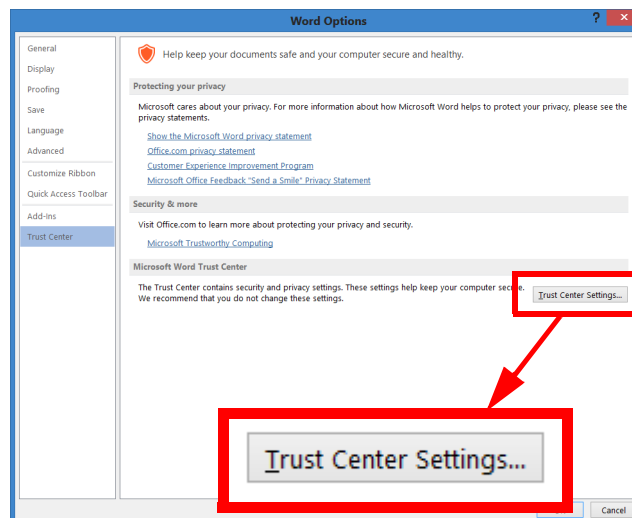 Word Options
?
General
Display
Proofing
Save
Language
Advanced
Customize Ribbon
Quick Access Toolbar
Add-Ins
Trust Center
Help keep your documents safe and your computer secure and healthy.
Protecting your privacy
Microsoft cares about your privacy. For more information about how Microsoft Word helps to protect your privacy, please see the
privacy statements.
Show the Microsoft Word privacy statement
Office.com privacy statement
Customer Experience Improvement Program
Microsoft Office Feedback "Send a Smile" Privacy Statement
Security & more
Visit Office.com to learn more about protecting your privacy and security.
Microsoft Trustworthy Computing
Microsoft Word Trust Center
The Trust Center contains security and privacy settings. These settings help keep your computer secure.
We recommend that you do not change these settings.
Trust Center Settings...
Trust Center Settings...
Cancel